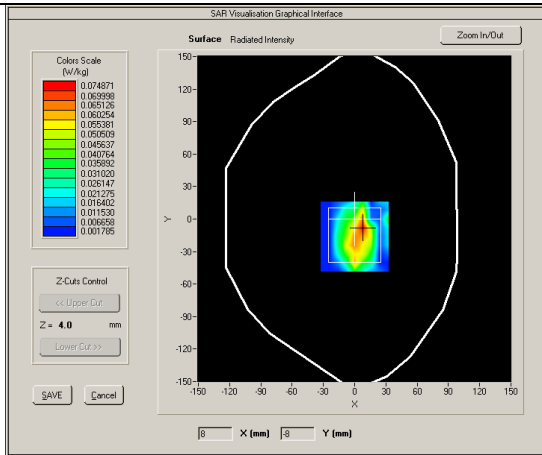 SAR Visualisation Graphical Interface
Surface Radiated Intensity
Zoom In/Out
Colors Scale
(W/kg)
0.074871
0.069998
0.065126
0.060254
0.055381
0.050509
0.045637
0.040764
0.035892
0.031020
0.026147
0.021275
0.016402
0.011530
0.006658
0.001785
Z-Cuts Control
<< Upper Cut
Z = 4.0 mm
Lower Cut >>
SAVE Cancel
150-
120-
90-
60-
30-
0-
-30-
-60-
-90-
-120-
-150-
Y
-150 -120 -90 -60 -30 0 30 60 90 120 150
X
8 X (mm) -8 Y (mm)